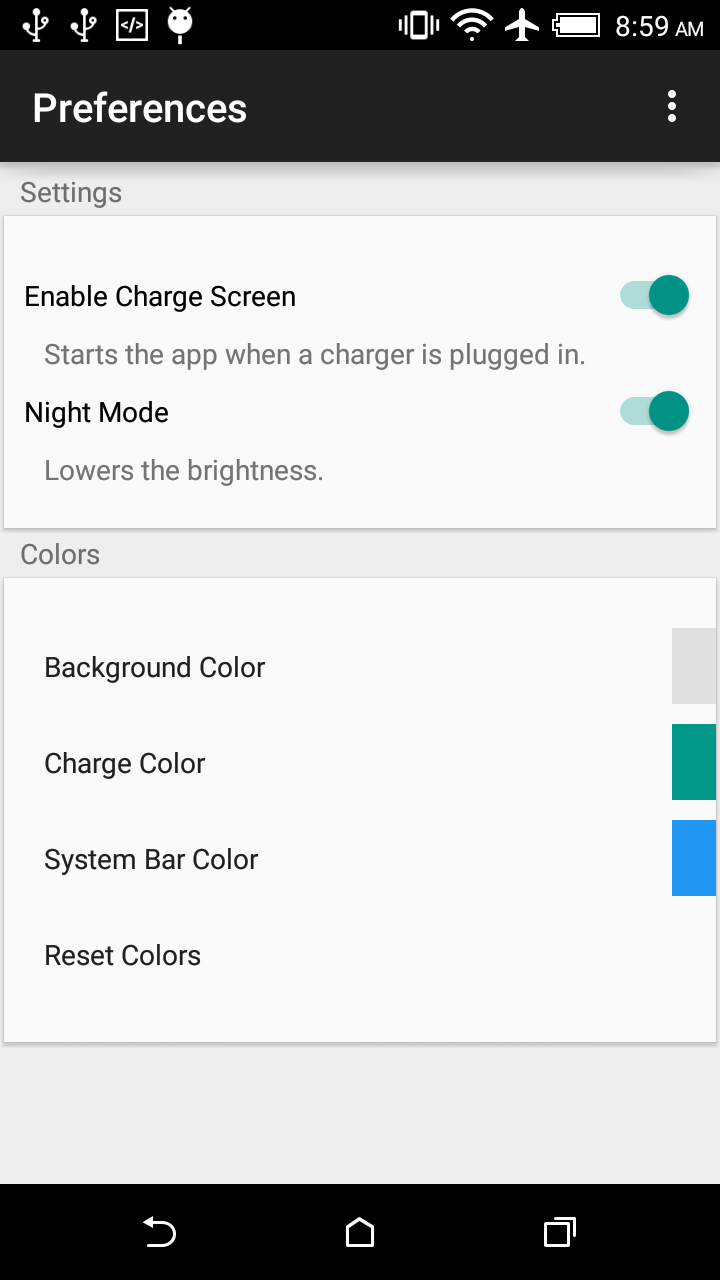 8:59 AM
Preferences
Settings
Enable Charge Screen
Starts the app when a charger is plugged in.
Night Mode
Lowers the brightness.
Colors
Background Color
Charge Color
System Bar Color
Reset Colors